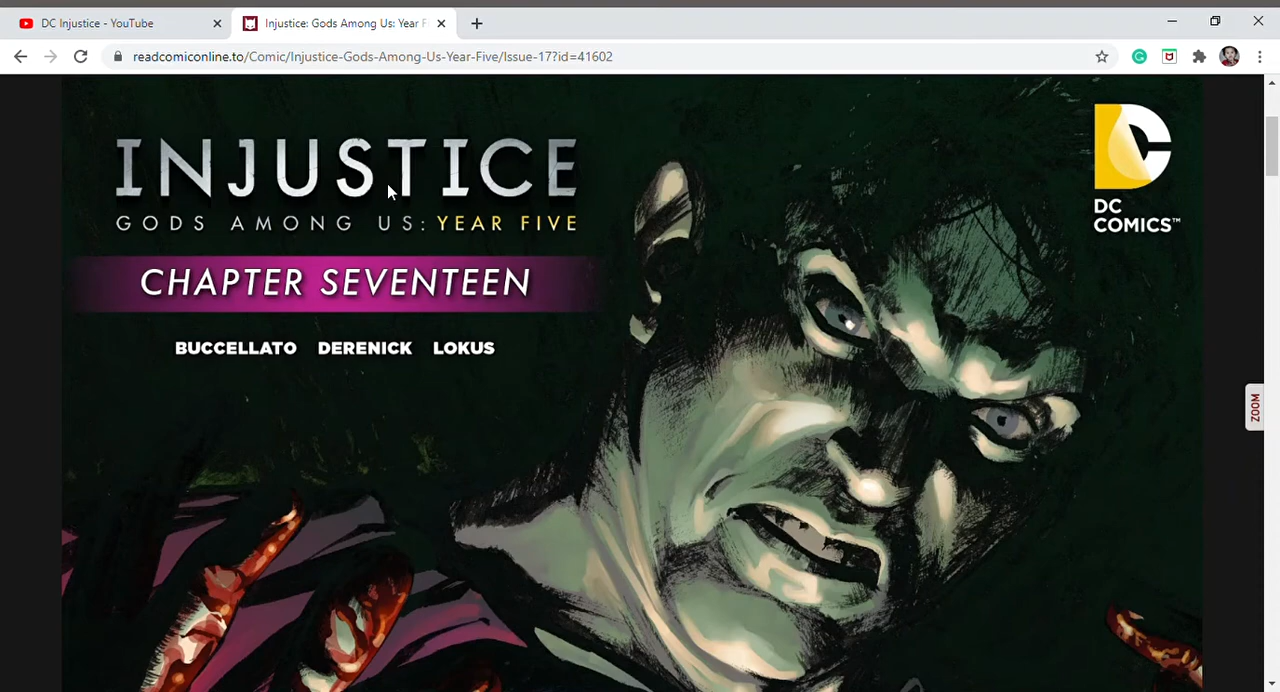 DC Injustice - YouTube
Injustice: Gods Among Us: Year F
readcomiconline.to/Comic/Injustice-Gods-Among-Us-Year-Five/Issue-17?id=41602
INJUSTICE
GODS AMONG US: YEAR FIVE
CHAPTER SEVENTEEN
BUCCELLATO DERENICK LOKUS
DC
COMICS™
ZOOM